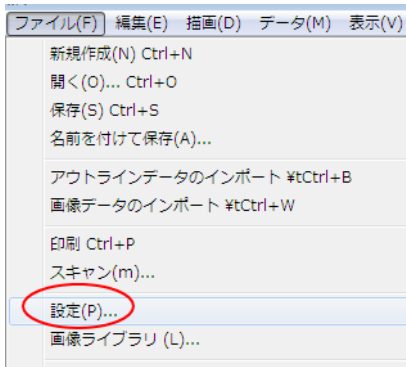 ファイル(F) 編集(E) 描画(D) データ(M) 表示(V)
新規作成(N) Ctrl+N
開く(O)... Ctrl+O
保存(S) Ctrl+S
名前を付けて保存(A)...
アウトラインデータのインポート ¥tCtrl+B
画像データのインポート ¥tCtrl+W
印刷 Ctrl+P
スキャン(m)...
設定(P)...
画像ライブラリ (L)...